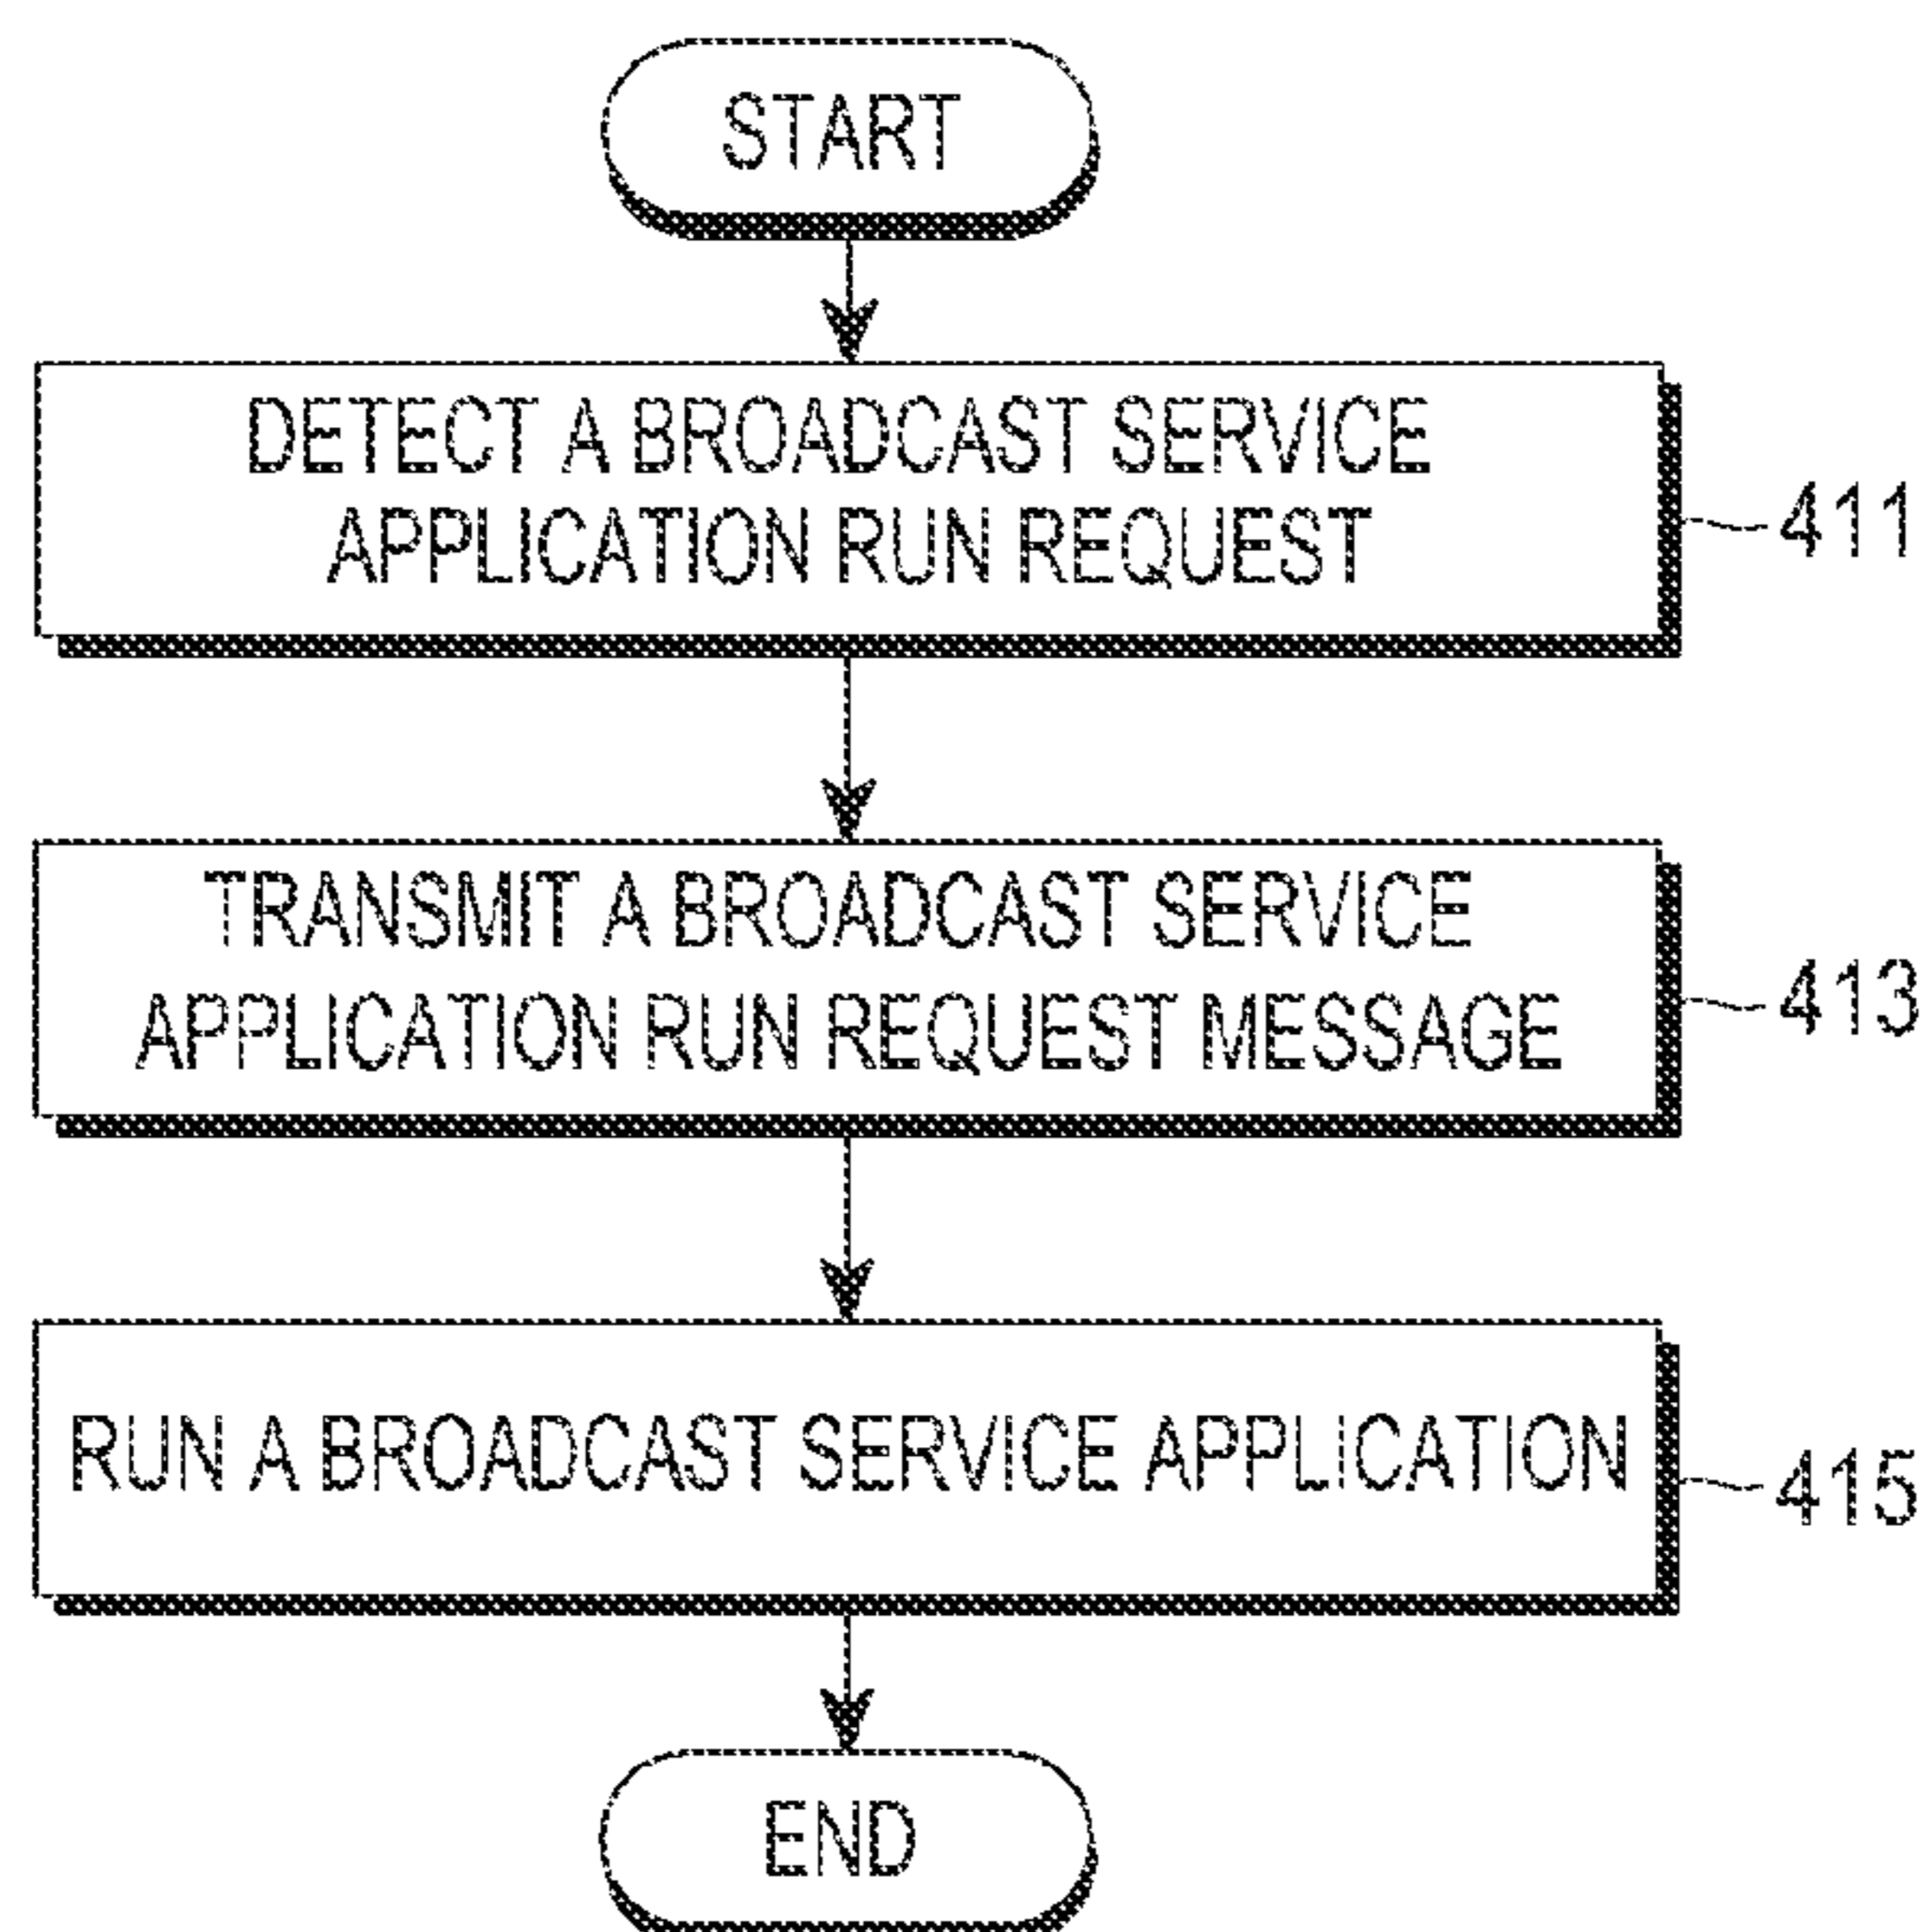 START
DETECT A BROADCAST SERVICE
APPLICATION RUN REQUEST
411
TRANSMIT A BROADCAST SERVICE
APPLICATION RUN REQUEST MESSAGE
413
RUN A BROADCAST SERVICE APPLICATION
415
END